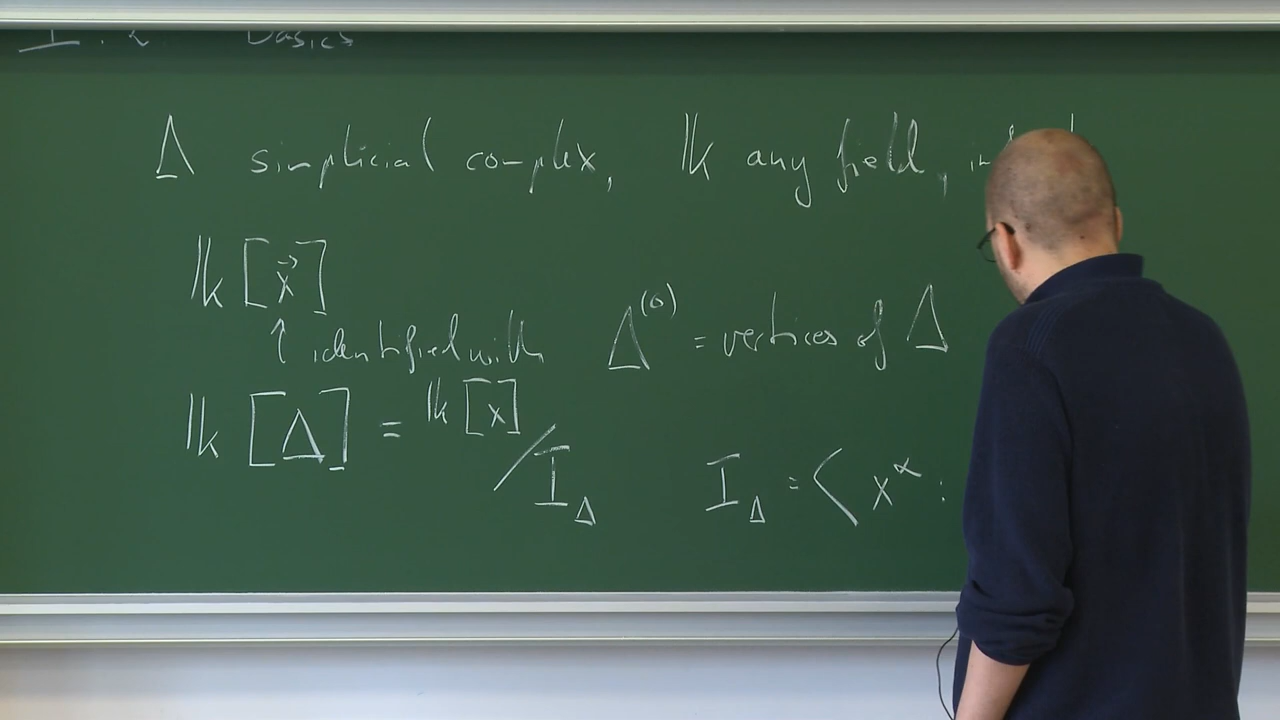 Basics
Δ simplicial complex, 𝕜 any field,
𝕜[x⃗]
↑ identified with Δ⁽⁰⁾ = vertices of Δ
𝕜[Δ] = 𝕜[x] / I_Δ I_Δ = ⟨ x^α :